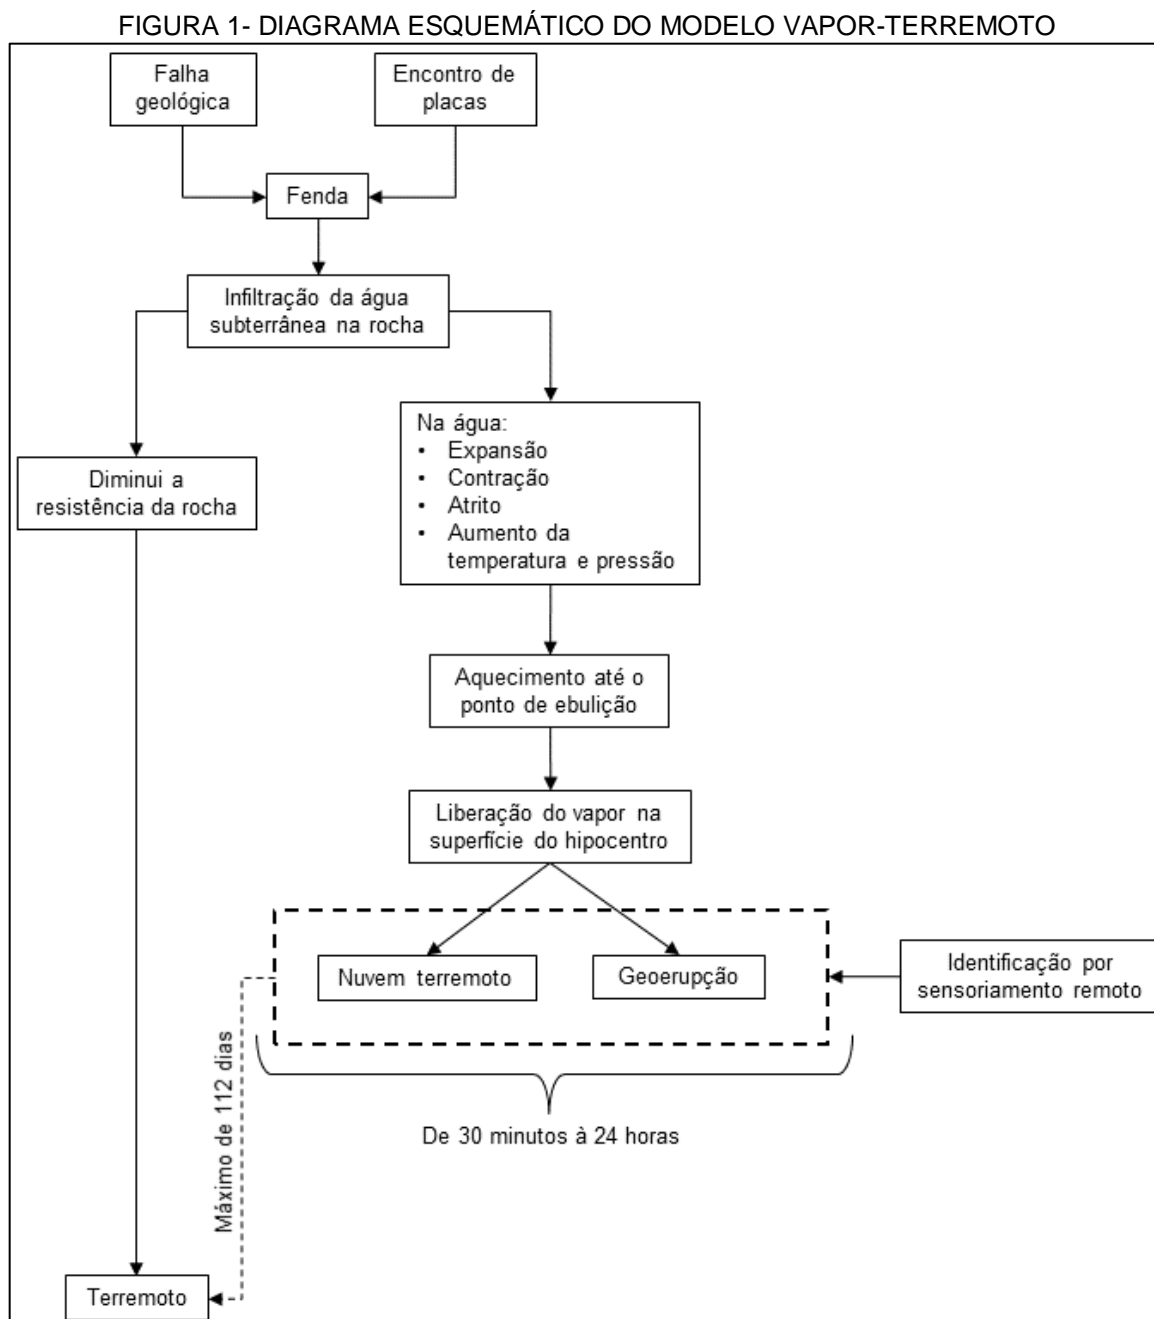 FIGURA 1- DIAGRAMA ESQUEMÁTICO DO MODELO VAPOR-TERREMOTO
Falha
geológica
Encontro de
placas
Fenda
Infiltração da água
subterrânea na rocha
Na água:
• Expansão
• Contração
• Atrito
• Aumento da
temperatura e pressão
Diminui a
resistência da rocha
Aquecimento até o
ponto de ebulição
Liberação do vapor na
superfície do hipocentro
Nuvem terremoto
Geoerupção
Identificação por
sensoriamento remoto
Máximo de 112 dias
De 30 minutos à 24 horas
Terremoto